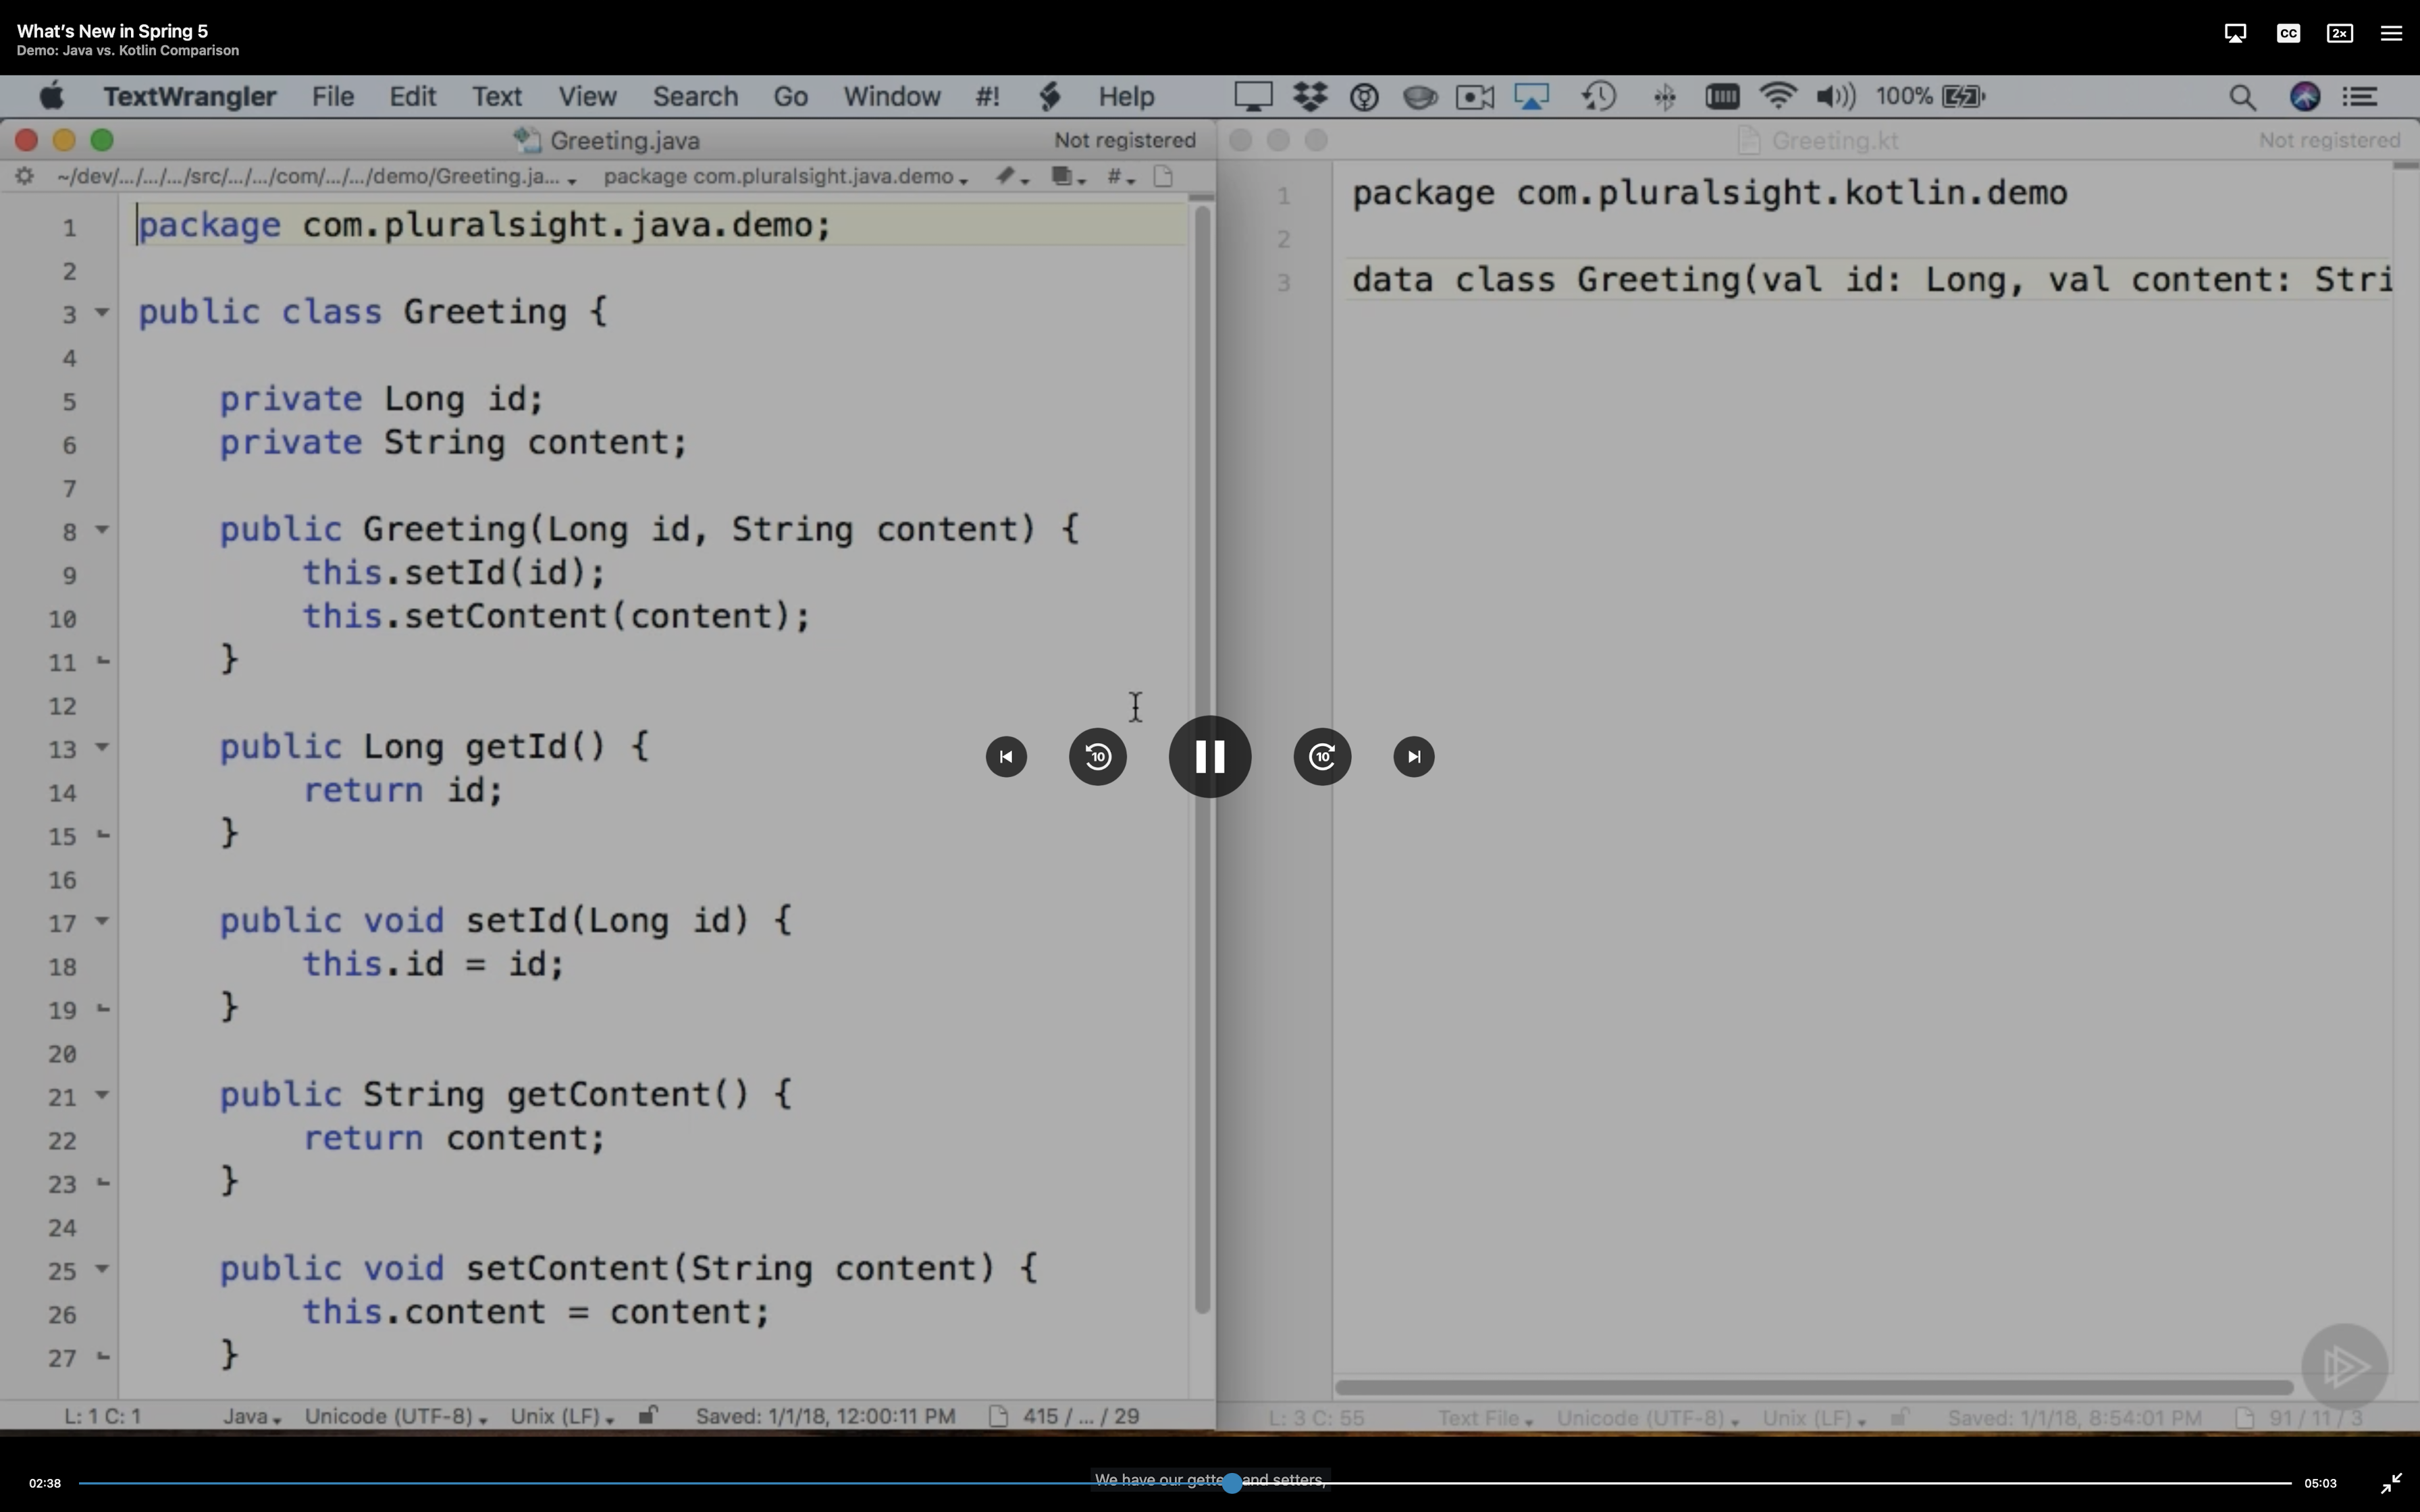 What's New in Spring 5
Demo: Java vs. Kotlin Comparison
CC
2×
TextWrangler File Edit Text View Search Go Window #! Help 100%
Greeting.java Not registered
Greeting.kt Not registered
~/dev/.../.../.../src/.../.../com/.../.../demo/Greeting.ja... package com.pluralsight.java.demo #
1 package com.pluralsight.java.demo;
2
3 public class Greeting {
4
5 private Long id;
6 private String content;
7
8 public Greeting(Long id, String content) {
9 this.setId(id);
10 this.setContent(content);
11 }
12
13 public Long getId() {
14 return id;
15 }
16
17 public void setId(Long id) {
18 this.id = id;
19 }
20
21 public String getContent() {
22 return content;
23 }
24
25 public void setContent(String content) {
26 this.content = content;
27 }
L: 1 C: 1 Java Unicode (UTF-8) Unix (LF) Saved: 1/1/18, 12:00:11 PM 415 / ... / 29
1 package com.pluralsight.kotlin.demo
2
3 data class Greeting(val id: Long, val content: Stri
L: 3 C: 55 Text File Unicode (UTF-8) Unix (LF) Saved: 1/1/18, 8:54:01 PM 91 / 11 / 3
10
10
We have our gette and setters,
02:38
05:03